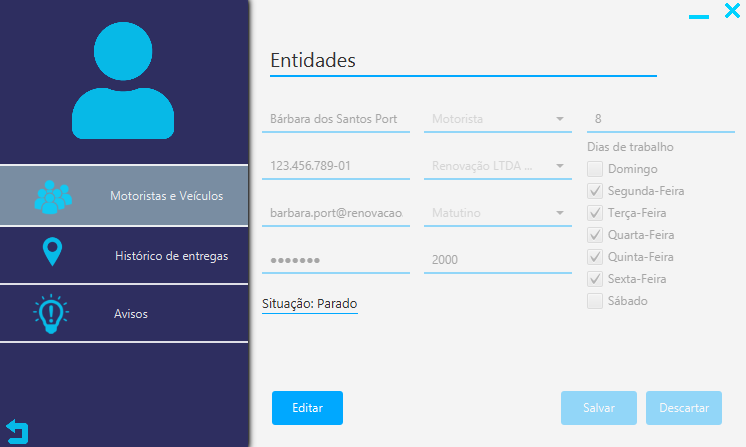 Motoristas e Veículos
Histórico de entregas
Avisos
Entidades
Bárbara dos Santos Port
123.456.789-01
barbara.port@renovacao
●●●●●●●
Situação: Parado
Motorista
Renovação LTDA ...
Matutino
2000
8
Dias de trabalho
Domingo
Segunda-Feira
Terça-Feira
Quarta-Feira
Quinta-Feira
Sexta-Feira
Sábado
Editar
Salvar
Descartar